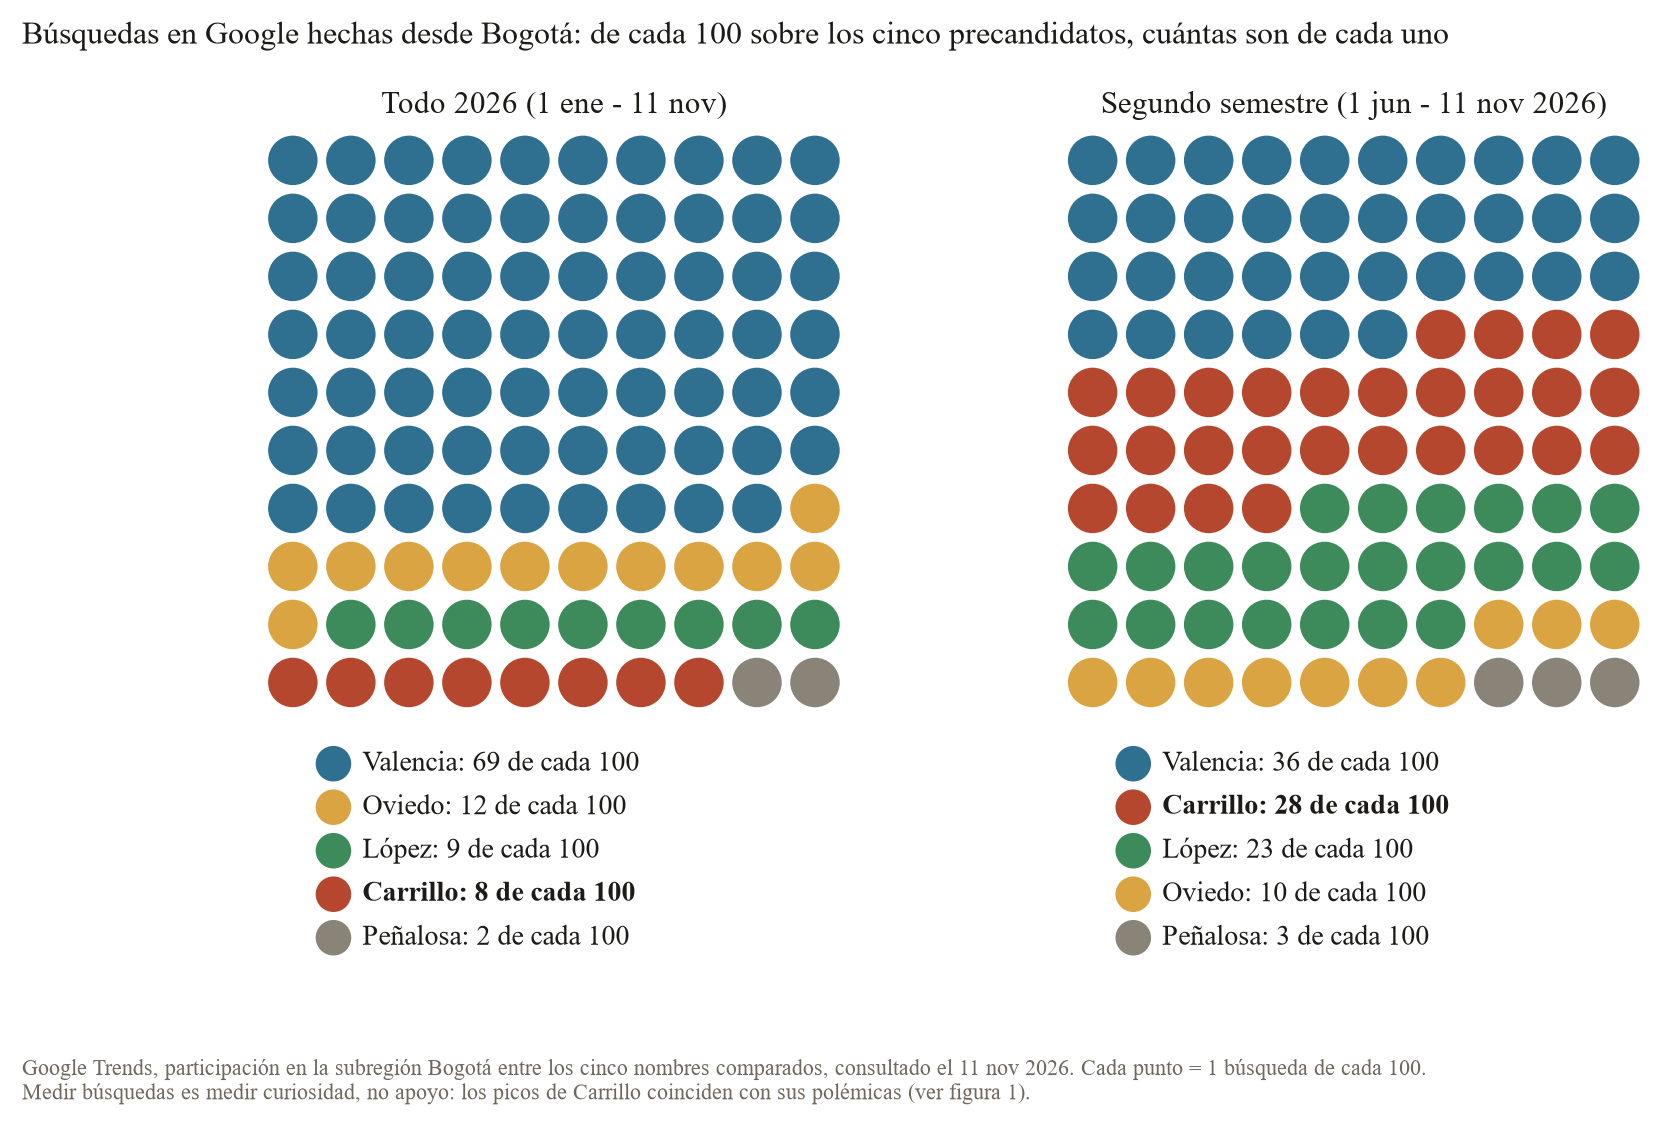 Búsquedas en Google hechas desde Bogotá: de cada 100 sobre los cinco precandidatos, cuántas son de cada uno
Todo 2026 (1 ene - 11 nov)
Valencia: 69 de cada 100
Oviedo: 12 de cada 100
López: 9 de cada 100
Carrillo: 8 de cada 100
Peñalosa: 2 de cada 100
Segundo semestre (1 jun - 11 nov 2026)
Valencia: 36 de cada 100
Carrillo: 28 de cada 100
López: 23 de cada 100
Oviedo: 10 de cada 100
Peñalosa: 3 de cada 100
Google Trends, participación en la subregión Bogotá entre los cinco nombres comparados, consultado el 11 nov 2026. Cada punto = 1 búsqueda de cada 100.
Medir búsquedas es medir curiosidad, no apoyo: los picos de Carrillo coinciden con sus polémicas (ver figura 1).